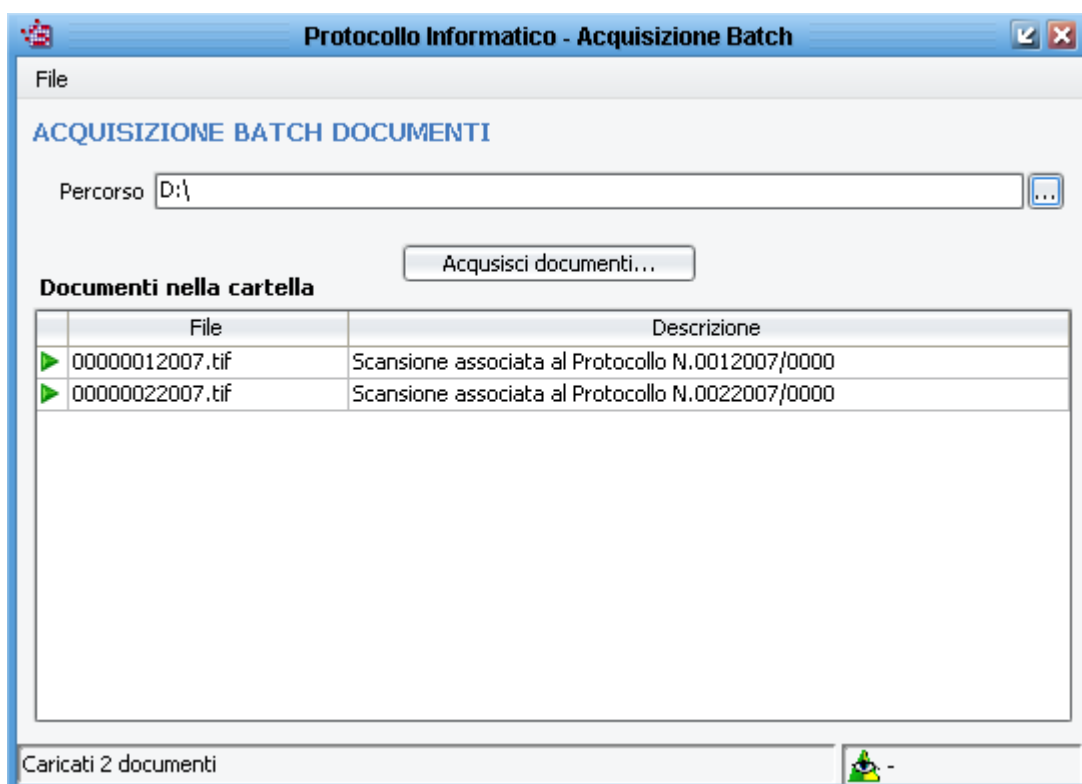 Protocollo Informatico - Acquisizione Batch
File
ACQUISIZIONE BATCH DOCUMENTI
Percorso D:\ ...
Acqusisci documenti...
Documenti nella cartella
File Descrizione
00000012007.tif Scansione associata al Protocollo N.0012007/0000
00000022007.tif Scansione associata al Protocollo N.0022007/0000
Caricati 2 documenti -